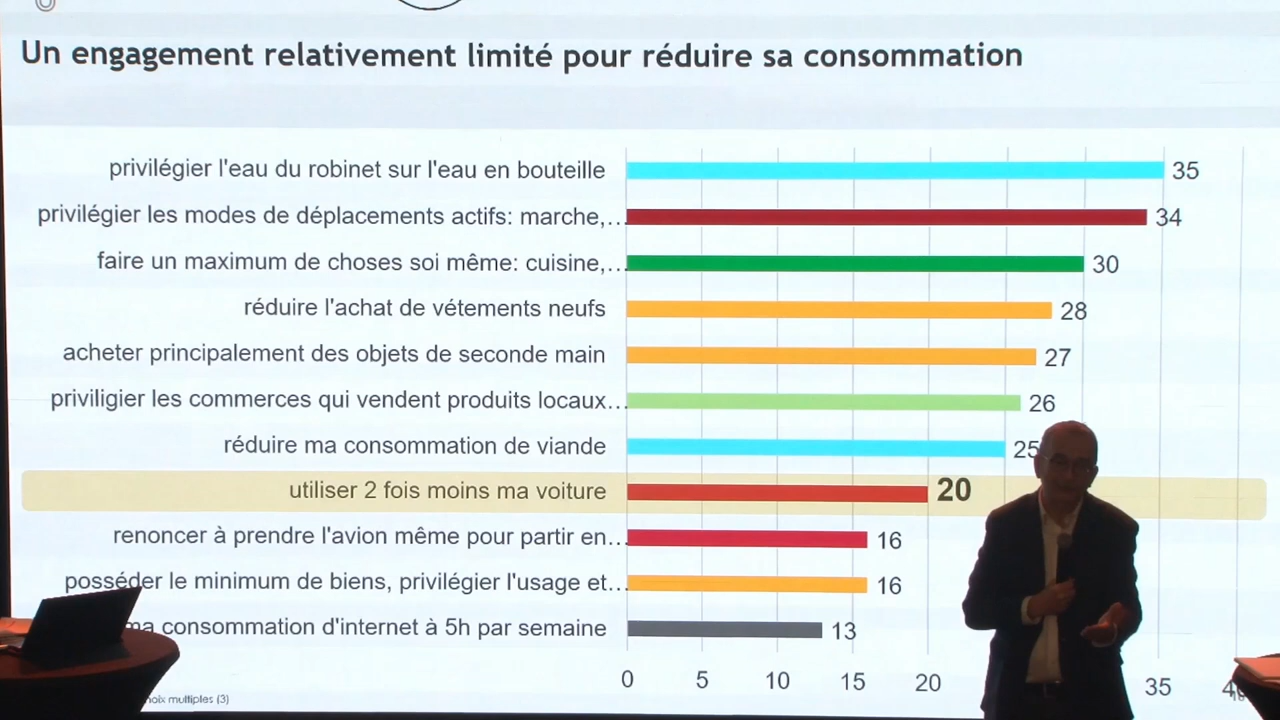 Un engagement relativement limité pour réduire sa consommation
privilégier l'eau du robinet sur l'eau en bouteille 35
privilégier les modes de déplacements actifs: marche,... 34
faire un maximum de choses soi même: cuisine,... 30
réduire l'achat de vétements neufs 28
acheter principalement des objets de seconde main 27
priviligier les commerces qui vendent produits locaux... 26
réduire ma consommation de viande 25
utiliser 2 fois moins ma voiture 20
renoncer à prendre l'avion même pour partir en... 16
posséder le minimum de biens, privilégier l'usage et... 16
ma consommation d'internet à 5h par semaine 13
0 5 10 15 20 35
multiples (3)